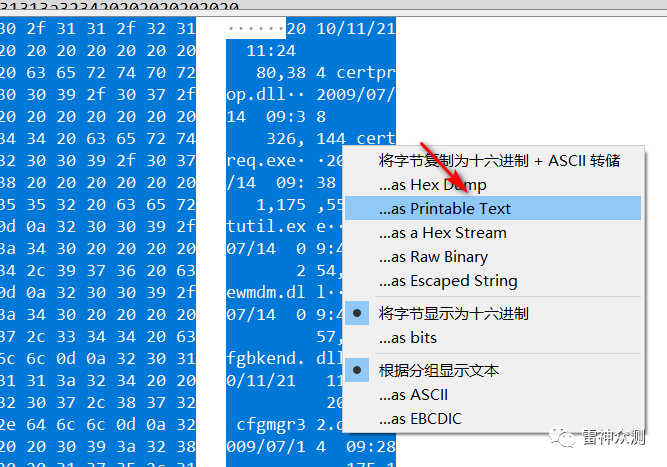 30 2f 31 31 2f 32 31 ······20 10/11/21
20 20 20 20 20 20 20 11:24
20 63 65 72 74 70 72 80,38 4 certpr
30 30 39 2f 30 37 2f op.dll·· 2009/07/
20 20 20 20 20 20 20 14 09:3 8
34 34 20 63 65 72 74 326, 144 cert
32 30 30 39 2f 30 37 req.exe· ·20
38 20 20 20 20 20 20 /14 09: 38
35 35 32 20 63 65 72 1,175 ,55
0d 0a 32 30 30 39 2f tutil.ex e··
3a 34 30 20 20 20 20 07/14 0 9:4
34 2c 39 37 36 20 63 2 54,
0d 0a 32 30 30 39 2f ewmdm.dl l··
3a 34 30 20 20 20 20 07/14 0 9:4
37 2c 33 34 34 20 63 57,
6c 6c 0d 0a 32 30 31 fgbkend. dll
31 31 3a 32 34 20 20 0/11/21 11
32 30 37 2c 38 37 32 20
2e 64 6c 6c 0d 0a 32 cfgmgr3 2.d
20 20 30 39 3a 32 38 009/07/1 4 09:28
将字节复制为十六进制 + ASCII 转储
...as Hex Dump
...as Printable Text
...as a Hex Stream
...as Raw Binary
...as Escaped String
将字节显示为十六进制
...as bits
根据分组显示文本
...as ASCII
...as EBCDIC
雷神众测